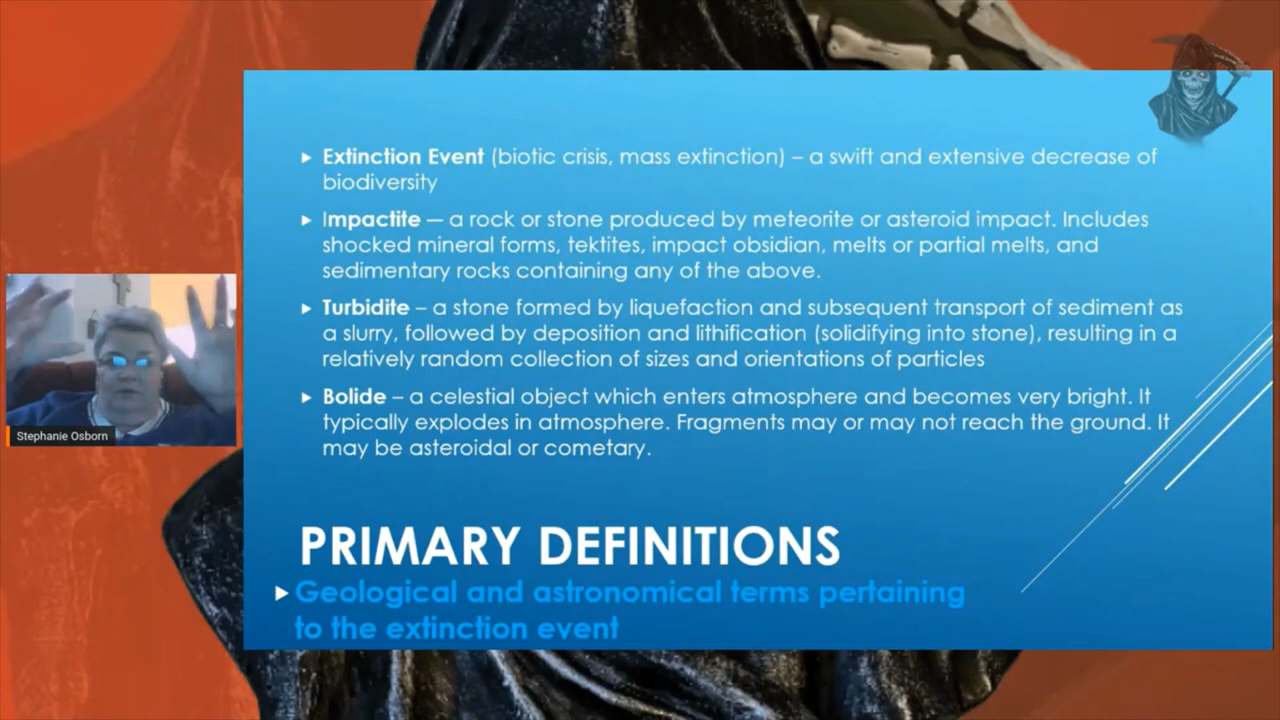 Extinction Event (biotic crisis, mass extinction) – a swift and extensive decrease of
biodiversity
Impactite — a rock or stone produced by meteorite or asteroid impact. Includes
shocked mineral forms, tektites, impact obsidian, melts or partial melts, and
sedimentary rocks containing any of the above.
Turbidite – a stone formed by liquefaction and subsequent transport of sediment as
a slurry, followed by deposition and lithification (solidifying into stone), resulting in a
relatively random collection of sizes and orientations of particles
Bolide – a celestial object which enters atmosphere and becomes very bright. It
typically explodes in atmosphere. Fragments may or may not reach the ground. It
may be asteroidal or cometary.
Stephanie Osborn
PRIMARY DEFINITIONS
Geological and astronomical terms pertaining
to the extinction event